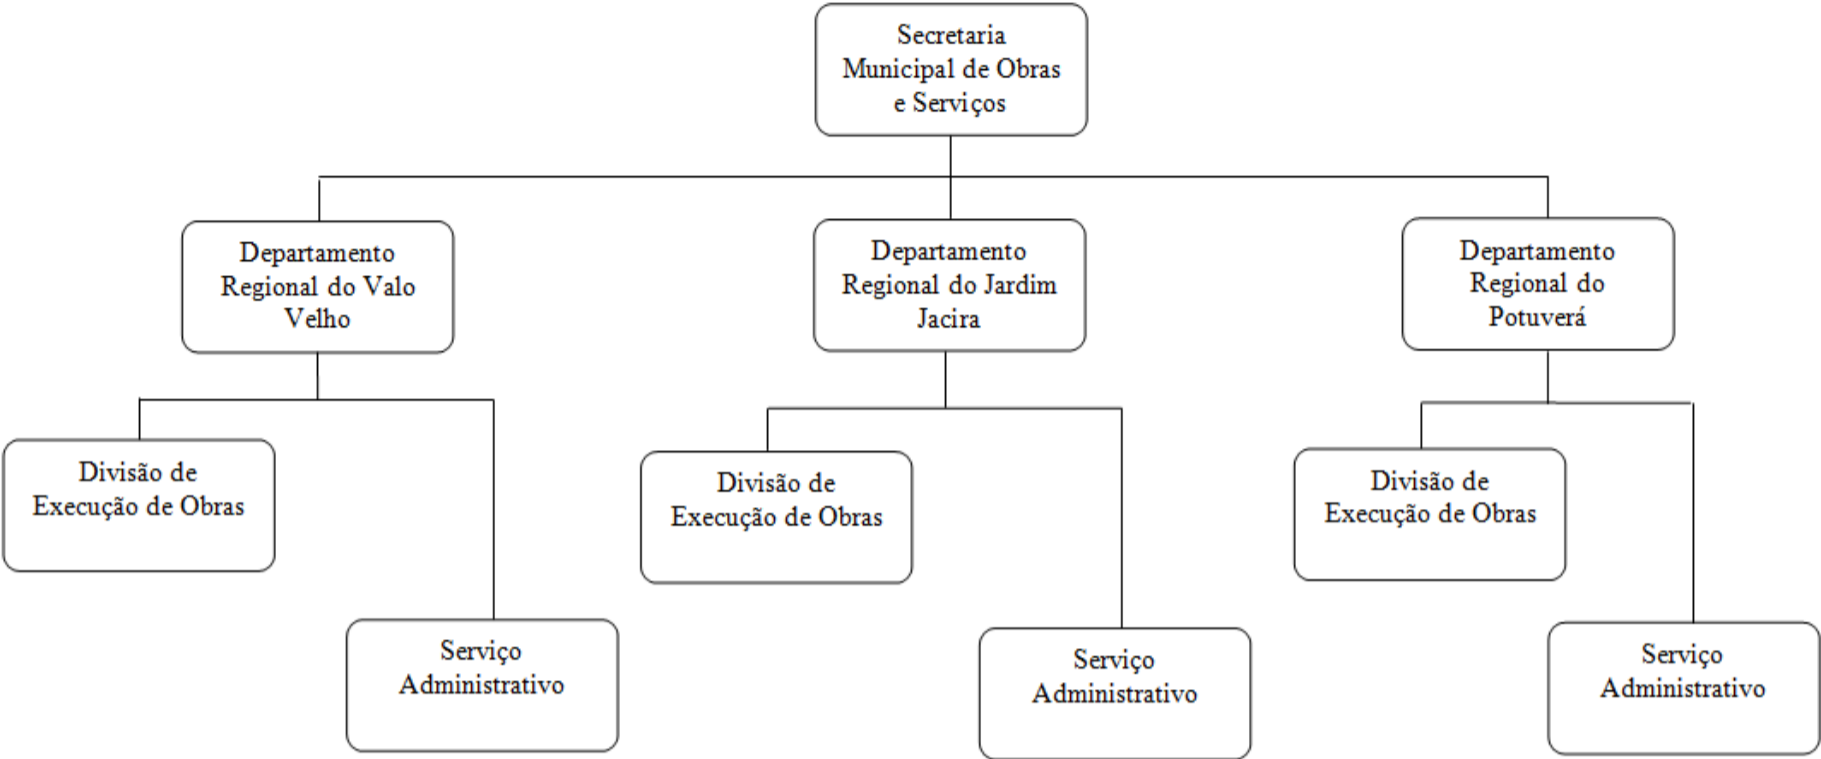 Secretaria
Municipal de Obras
e Serviços
Departamento
Regional do Valo
Velho
Departamento
Regional do Jardim
Jacira
Departamento
Regional do
Potuverá
Divisão de
Execução de Obras
Divisão de
Execução de Obras
Divisão de
Execução de Obras
Serviço
Administrativo
Serviço
Administrativo
Serviço
Administrativo